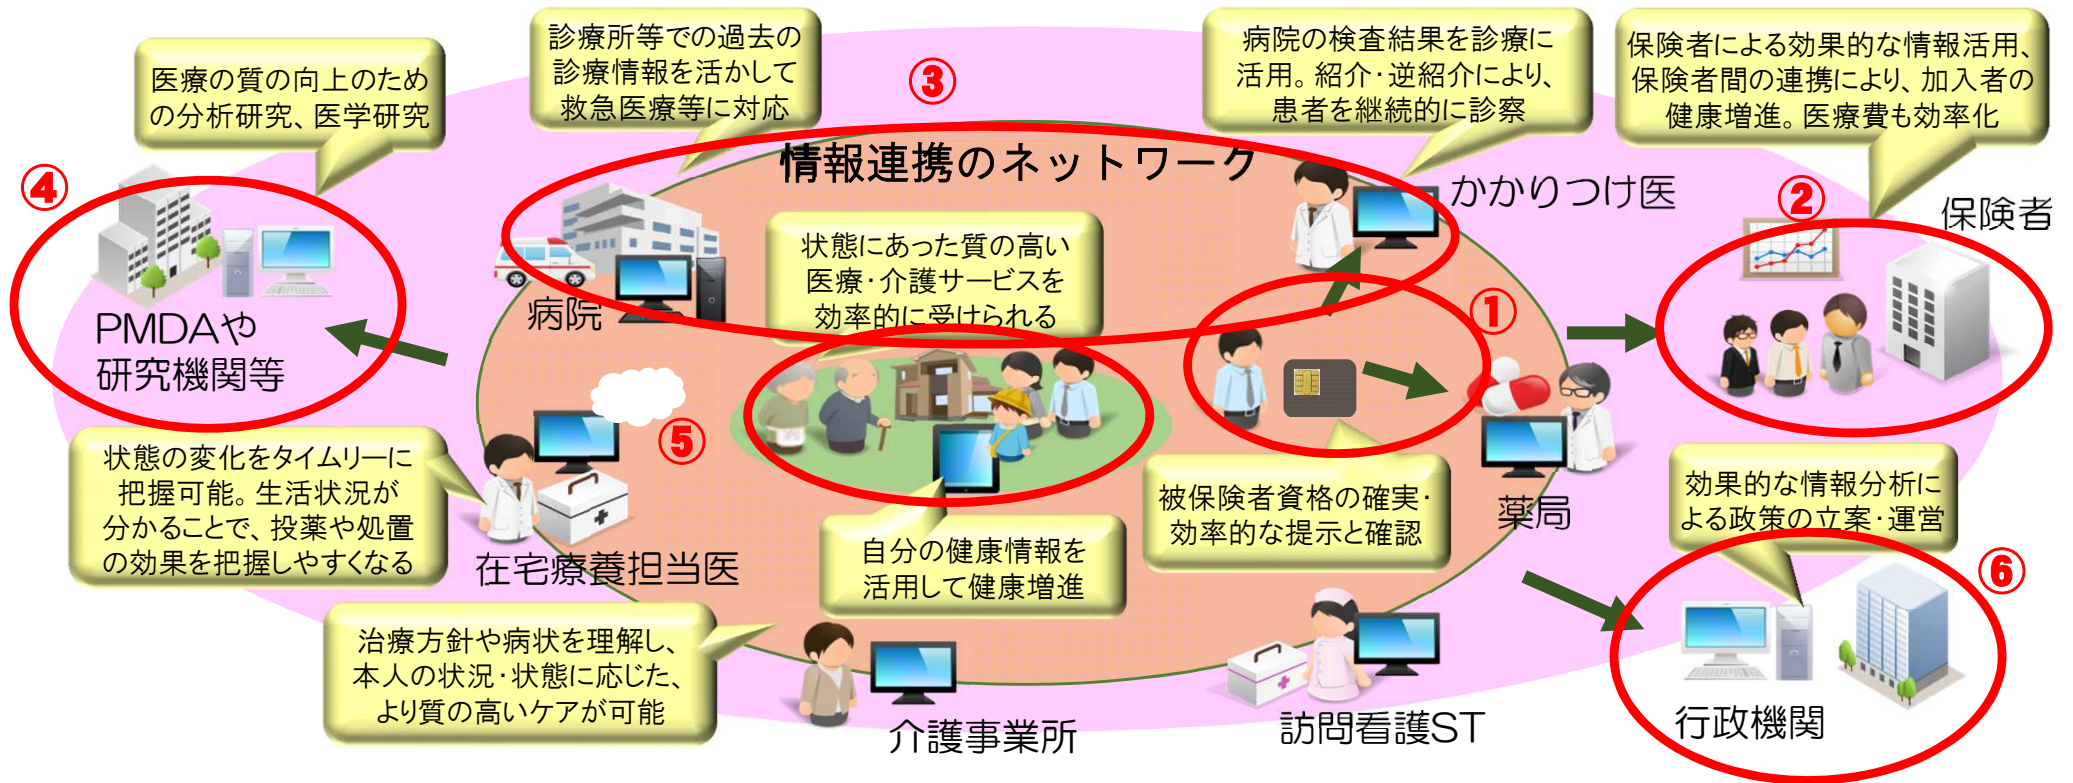 医療の質の向上のため
の分析研究、医学研究
診療所等での過去の
診療情報を活かして
救急医療等に対応
③
病院の検査結果を診療に
活用。紹介・逆紹介により、
患者を継続的に診察
保険者による効果的な情報活用、
保険者間の連携により、加入者の
健康増進。医療費も効率化
情報連携のネットワーク
④
かかりつけ医
②
保険者
状態にあった質の高い
医療・介護サービスを
効率的に受けられる
病院
①
PMDAや
研究機関等
⑤
状態の変化をタイムリーに
把握可能。生活状況が
分かることで、投薬や処置
の効果を把握しやすくなる
在宅療養担当医
自分の健康情報を
活用して健康増進
被保険者資格の確実・
効率的な提示と確認
薬局
効果的な情報分析に
よる政策の立案・運営
⑥
治療方針や病状を理解し、
本人の状況・状態に応じた、
より質の高いケアが可能
介護事業所
訪問看護ST
行政機関